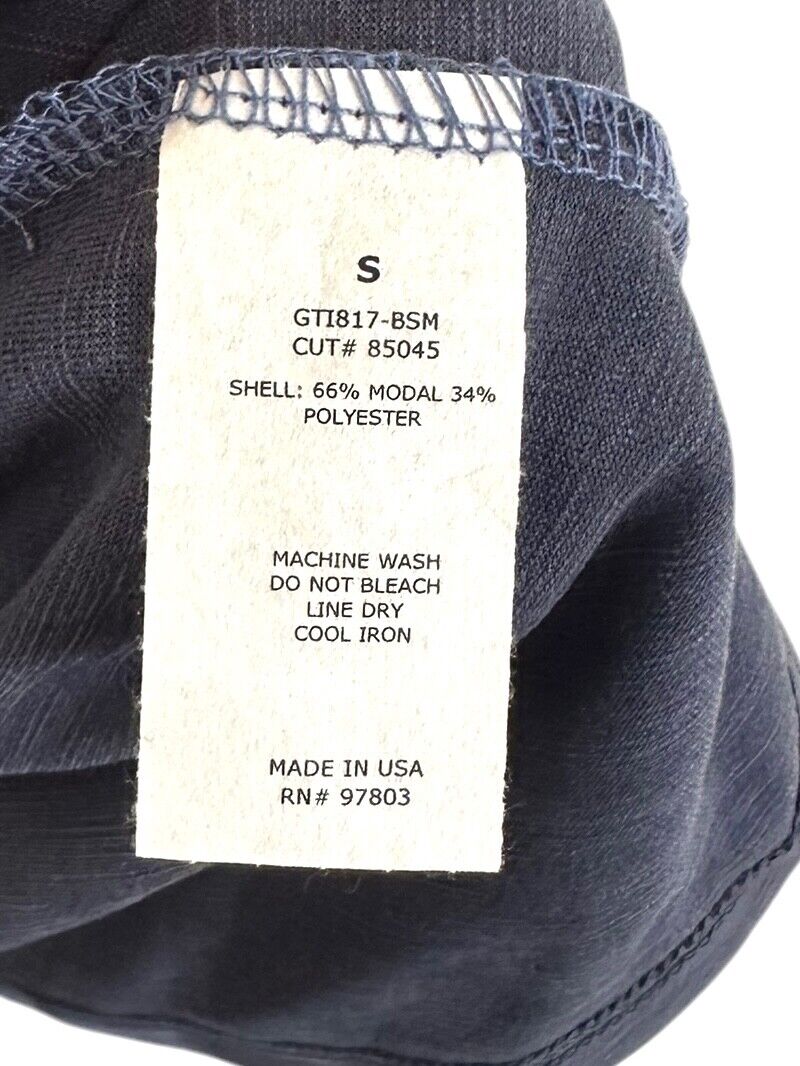 S
GTI817-BSM
CUT# 85045
SHELL: 66% MODAL 34%
POLYESTER
MACHINE WASH
DO NOT BLEACH
LINE DRY
COOL IRON
MADE IN USA
RN# 97803